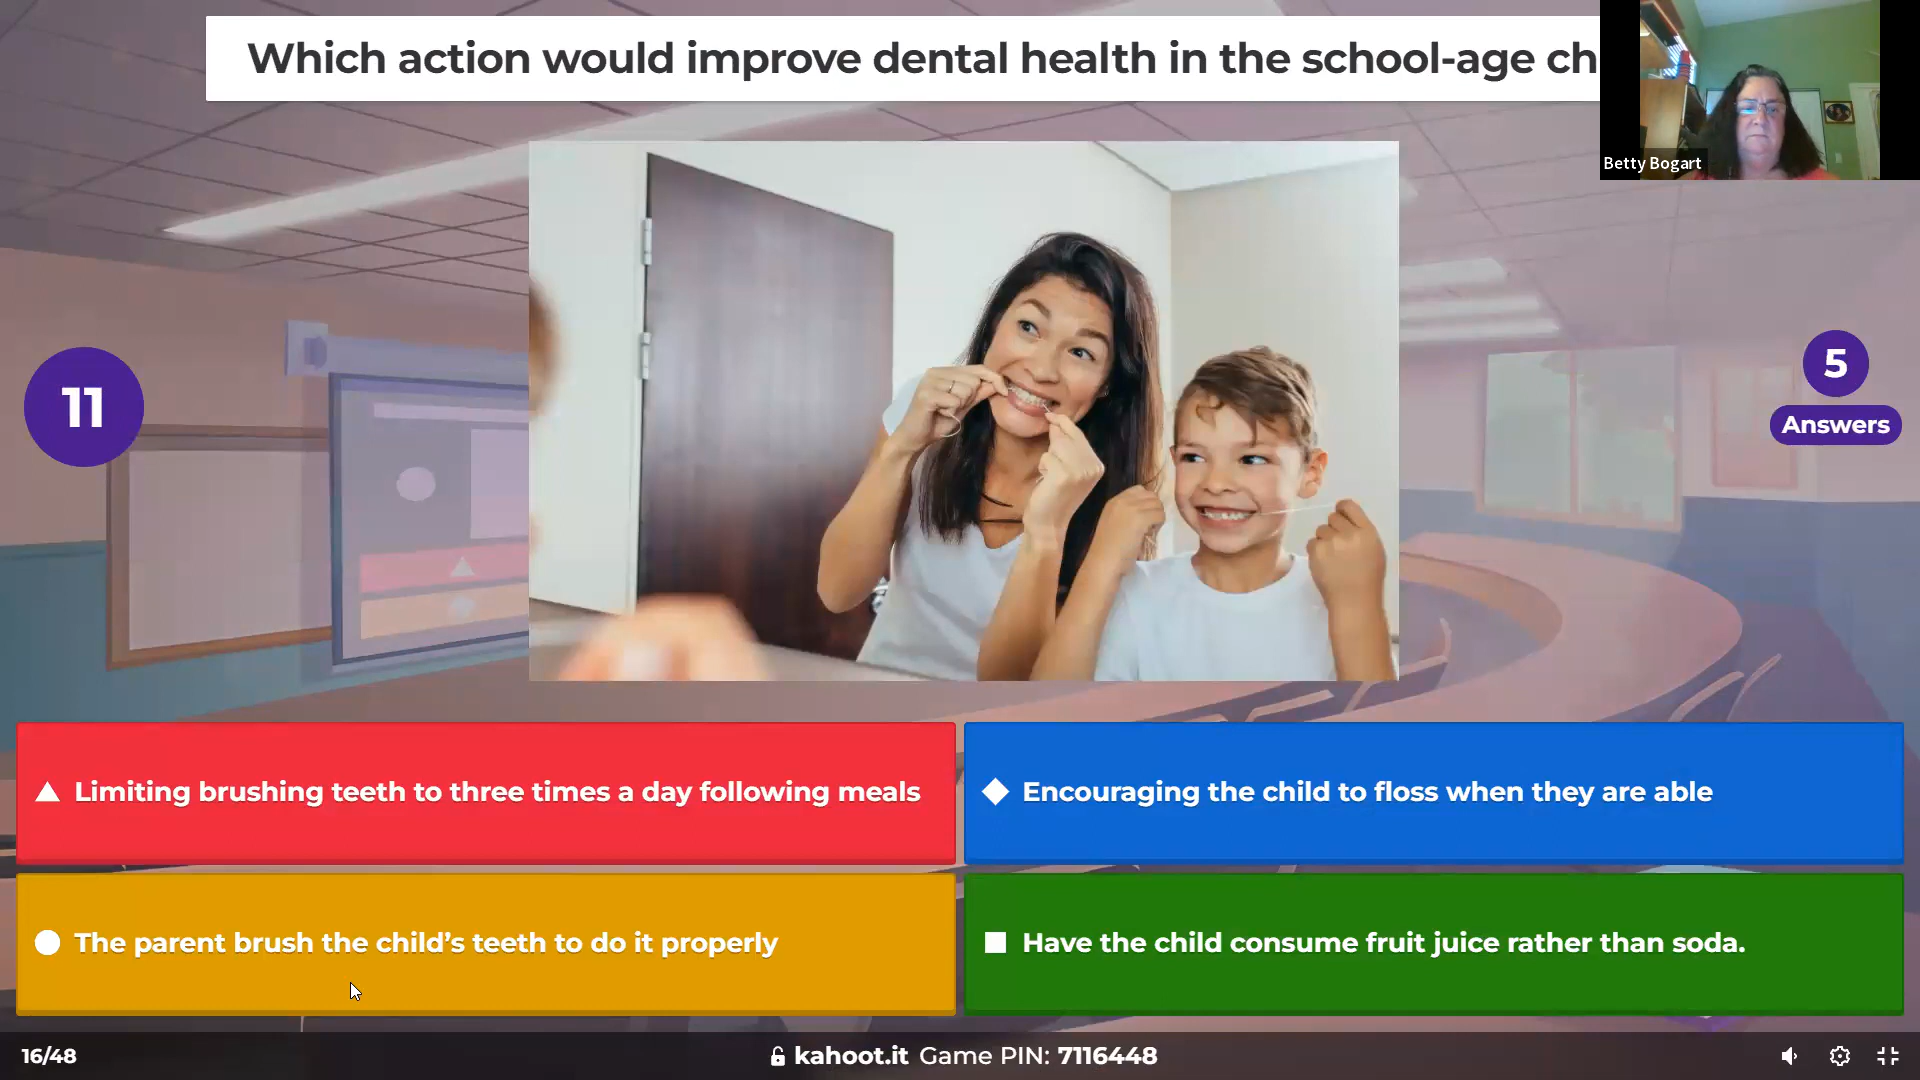 Which action would improve dental health in the school-age ch
Betty Bogart
11
5
Answers
Limiting brushing teeth to three times a day following meals
Encouraging the child to floss when they are able
The parent brush the child’s teeth to do it properly
Have the child consume fruit juice rather than soda.
16/48
kahoot.it Game PIN: 7116448